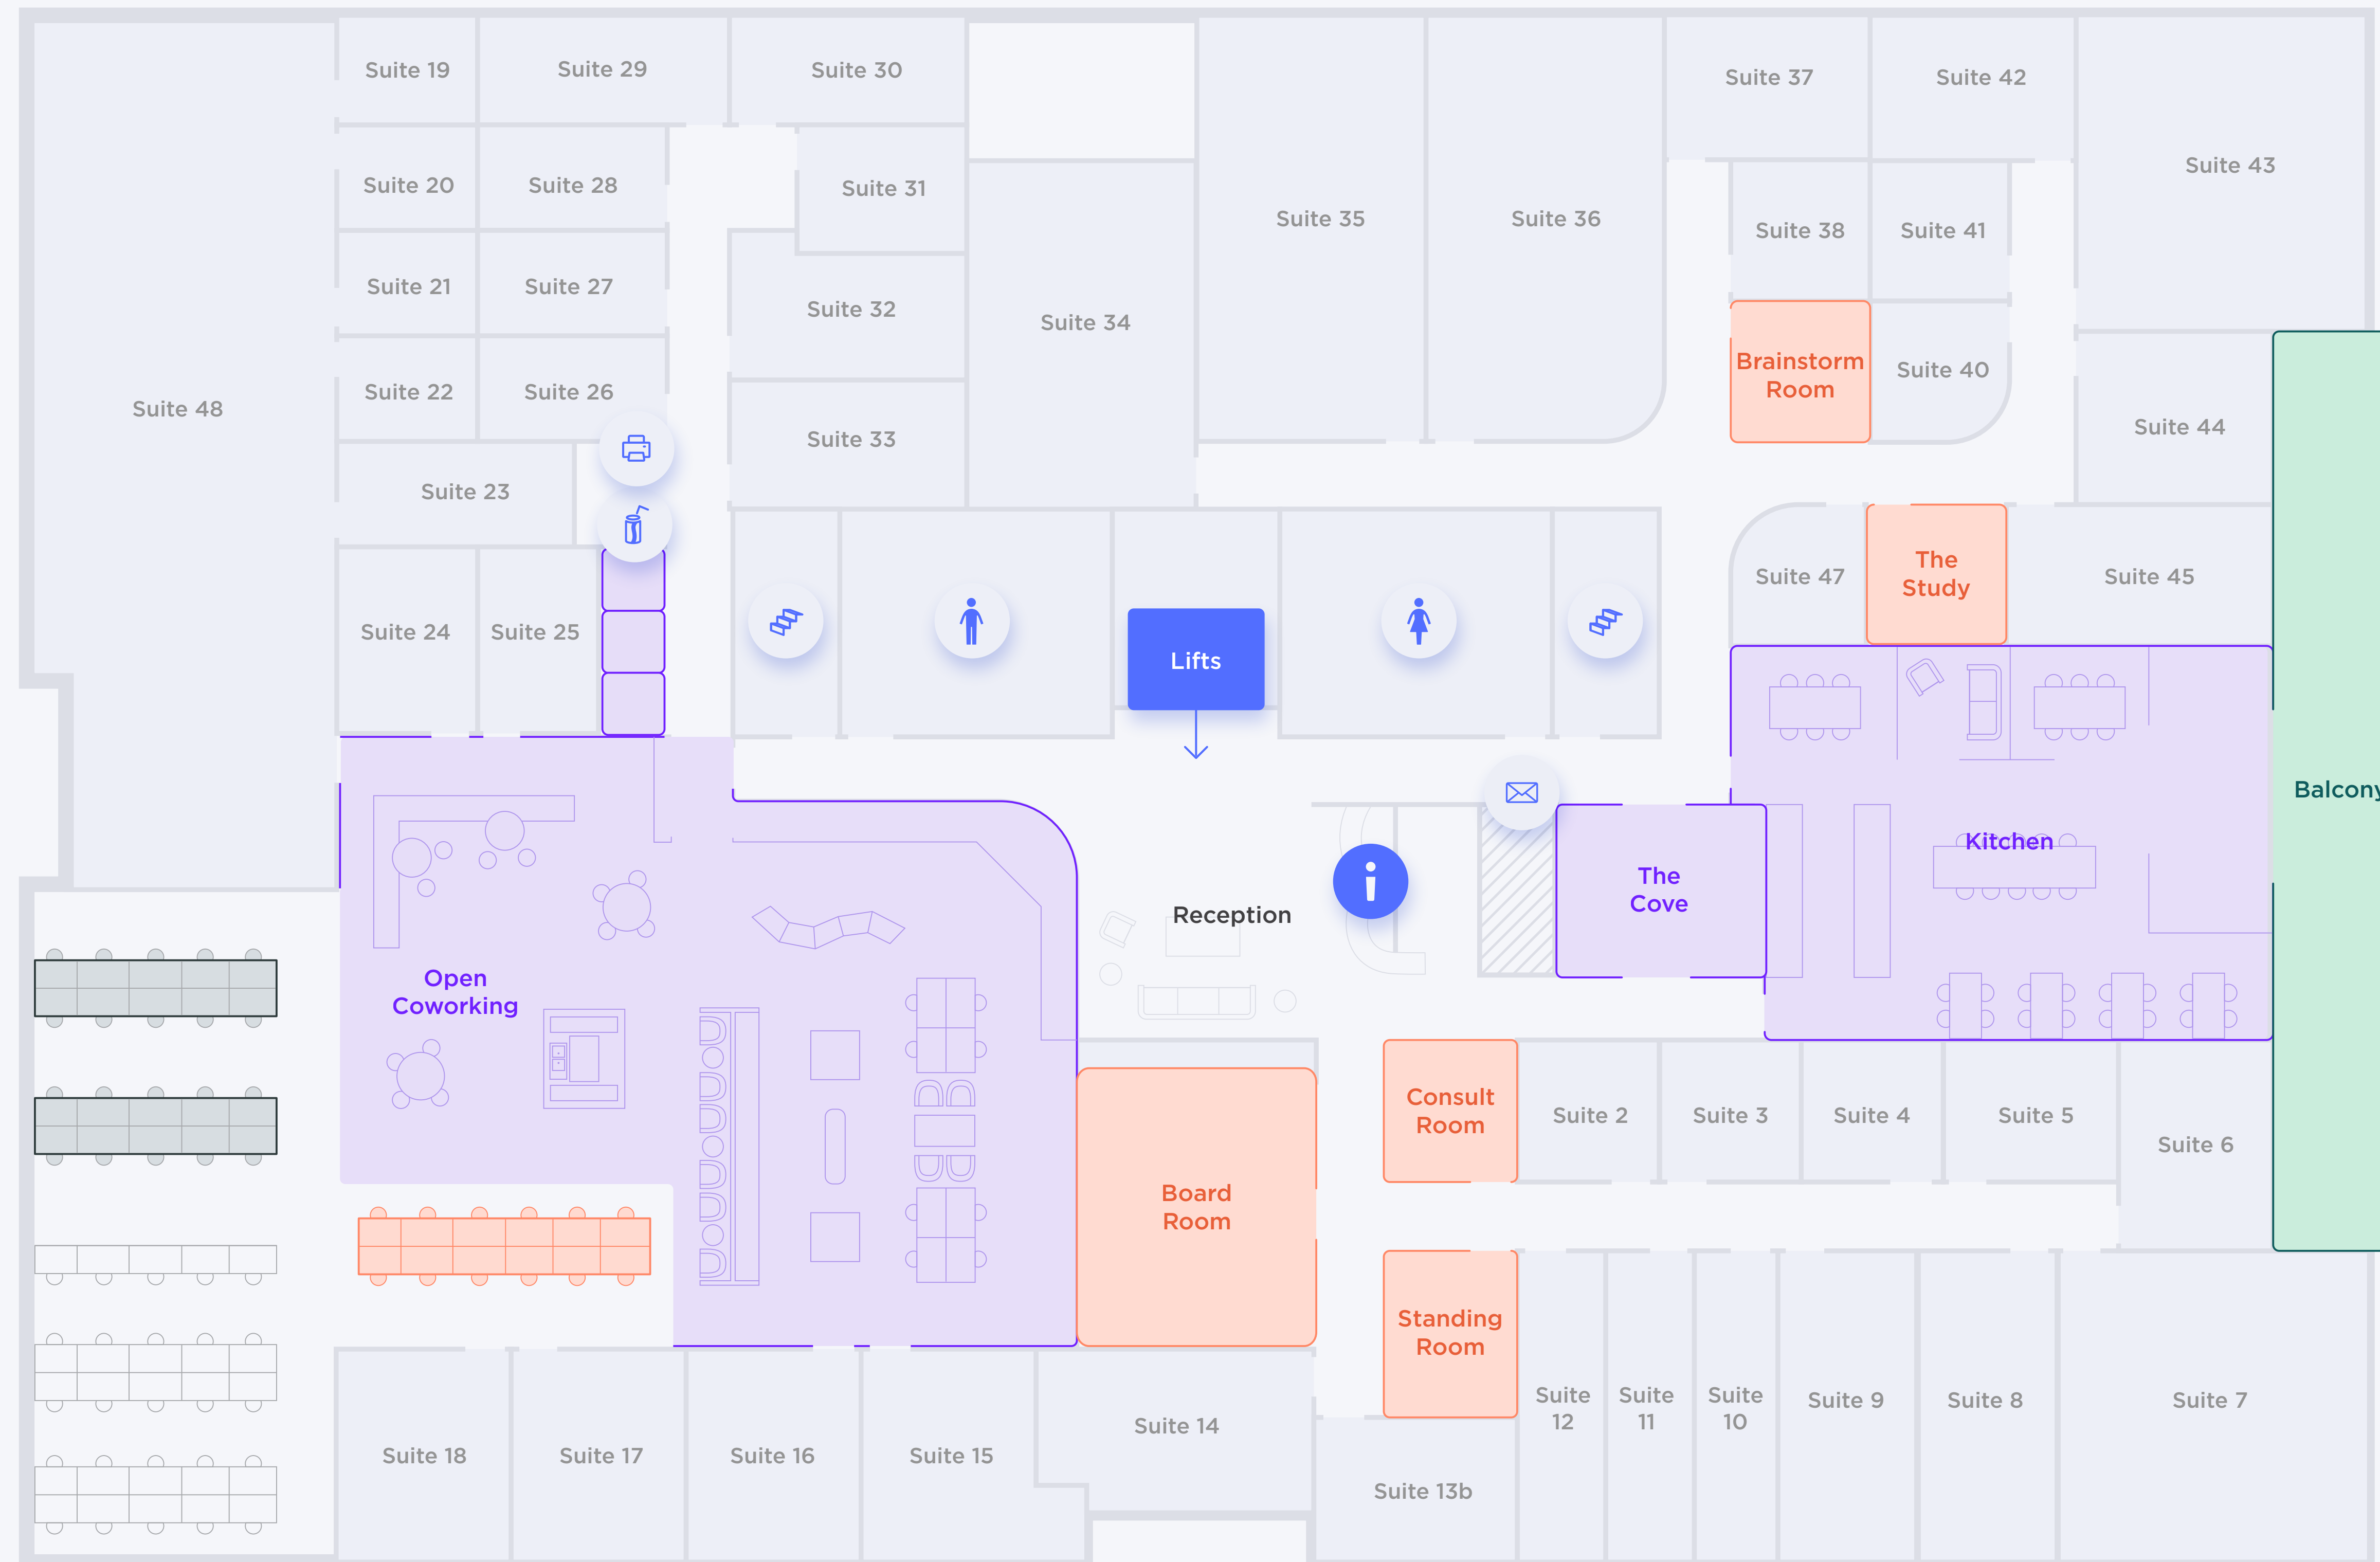 Suite 19
Suite 29
Suite 30
Suite 37
Suite 42
Suite 43
Suite 20
Suite 28
Suite 31
Suite 35
Suite 36
Suite 38
Suite 41
Suite 21
Suite 27
Suite 32
Suite 34
Brainstorm
Room
Suite 40
Suite 22
Suite 26
Suite 48
Suite 33
Suite 44
Suite 23
Suite 47
The
Study
Suite 45
Suite 24
Suite 25
Lifts
Balcony
Kitchen
The
Cove
Reception
Open
Coworking
Consult
Room
Suite 2
Suite 3
Suite 4
Suite 5
Suite 6
Board
Room
Standing
Room
Suite
12
Suite
11
Suite
10
Suite 9
Suite 8
Suite 7
Suite 14
Suite 18
Suite 17
Suite 16
Suite 15
Suite 13b